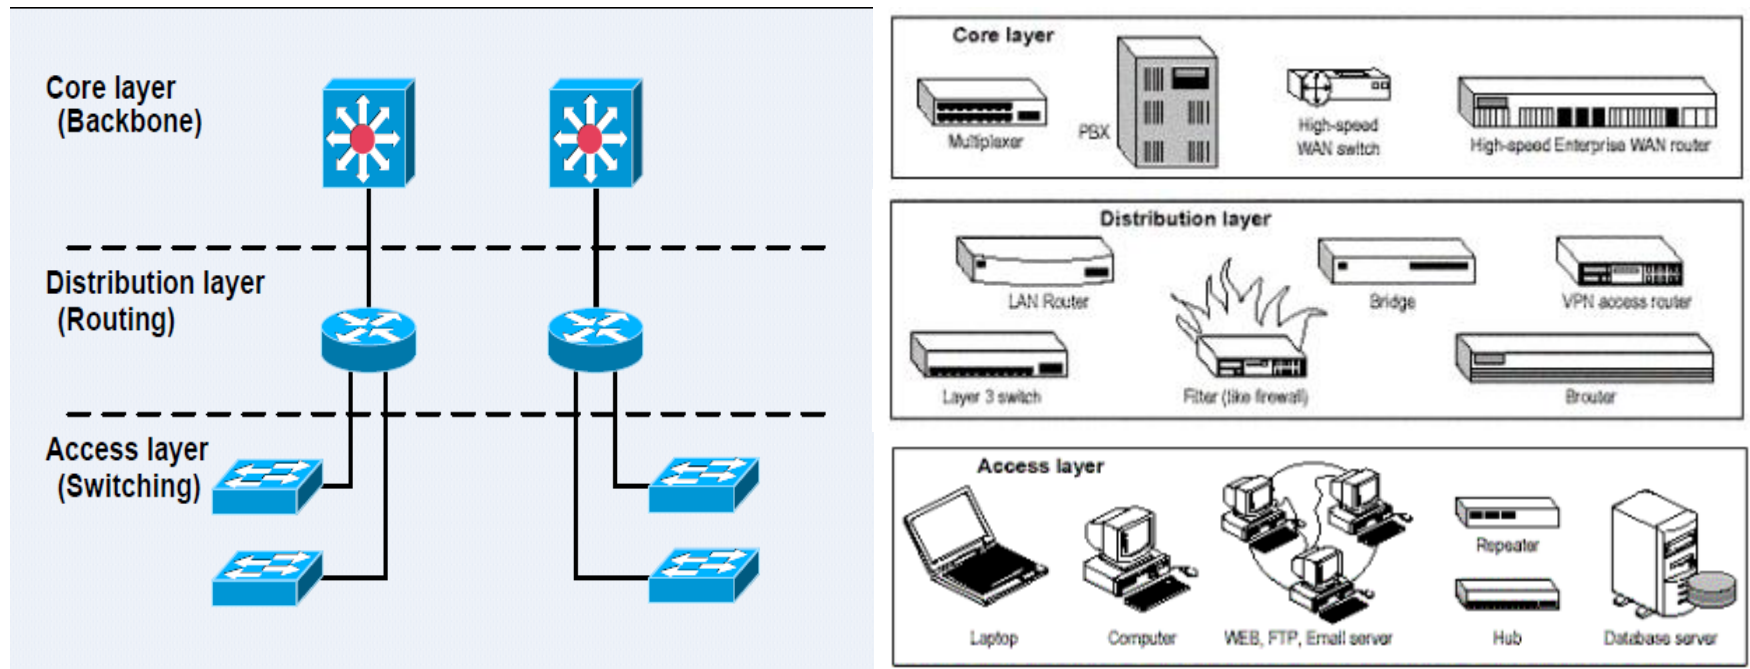 Core layer
(Backbone)
Distribution layer
(Routing)
Access layer
(Switching)
Core layer
Multiplexer
PBX
High-speed
WAN switch
High-speed Enterprise WAN router
Distribution layer
LAN Router
Bridge
VPN access router
Layer 3 switch
Filter (like firewall)
Brouter
Access layer
Repeater
Laptop
Computer
WEB, FTP, Email server
Hub
Database server